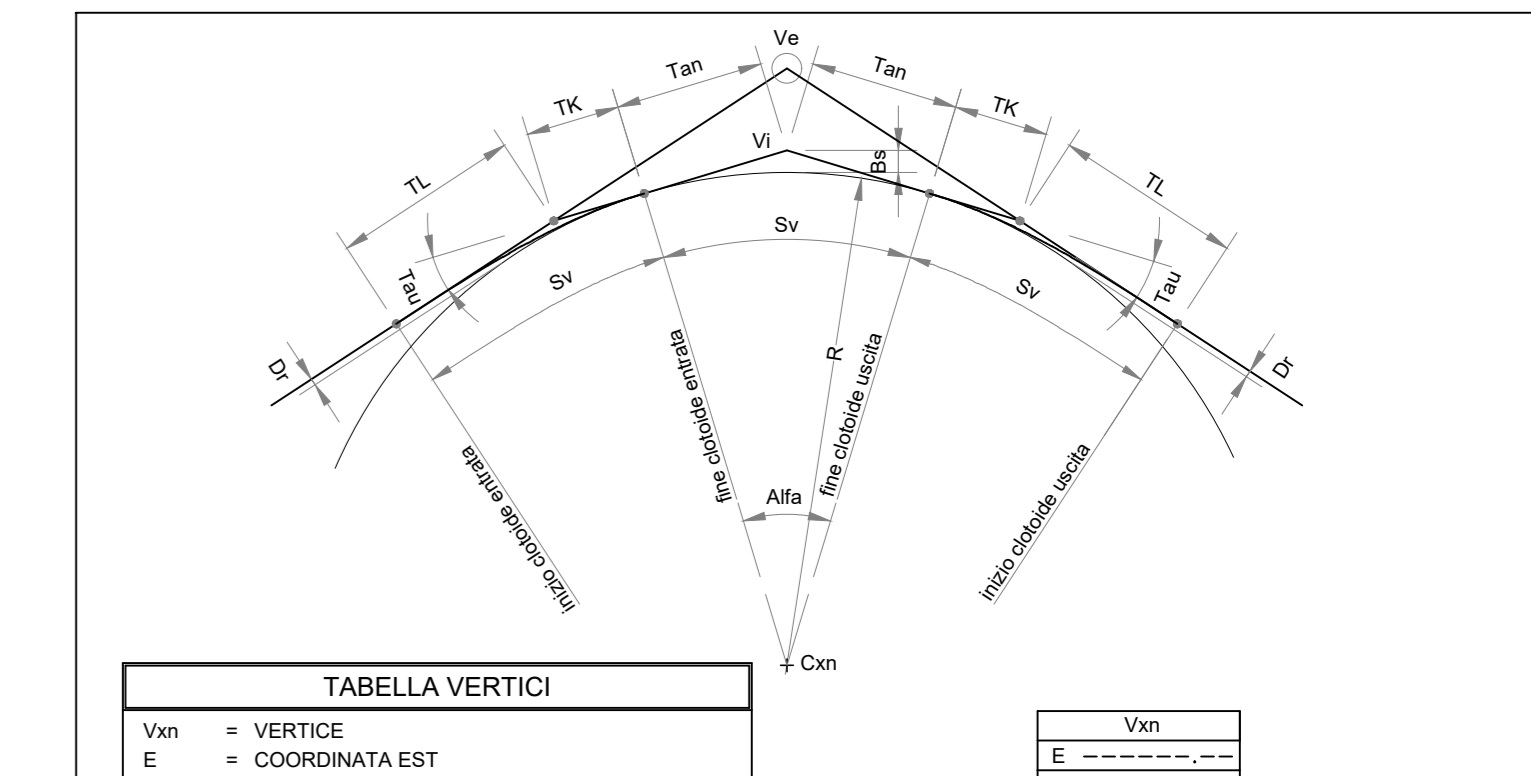 Ve
Tan
Tan
TK
TK
Vi
Bs
TL
TL
Sv
Tau
Sv
Sv
Tau
Dr
R
Dr
fine clotoide entrata
fine clotoide uscita
inizio clotoide entrata
inizio clotoide uscita
Alfa
Cxn
TABELLA VERTICI
Vxn = VERTICE
E = COORDINATA EST
Vxn
E -------.--